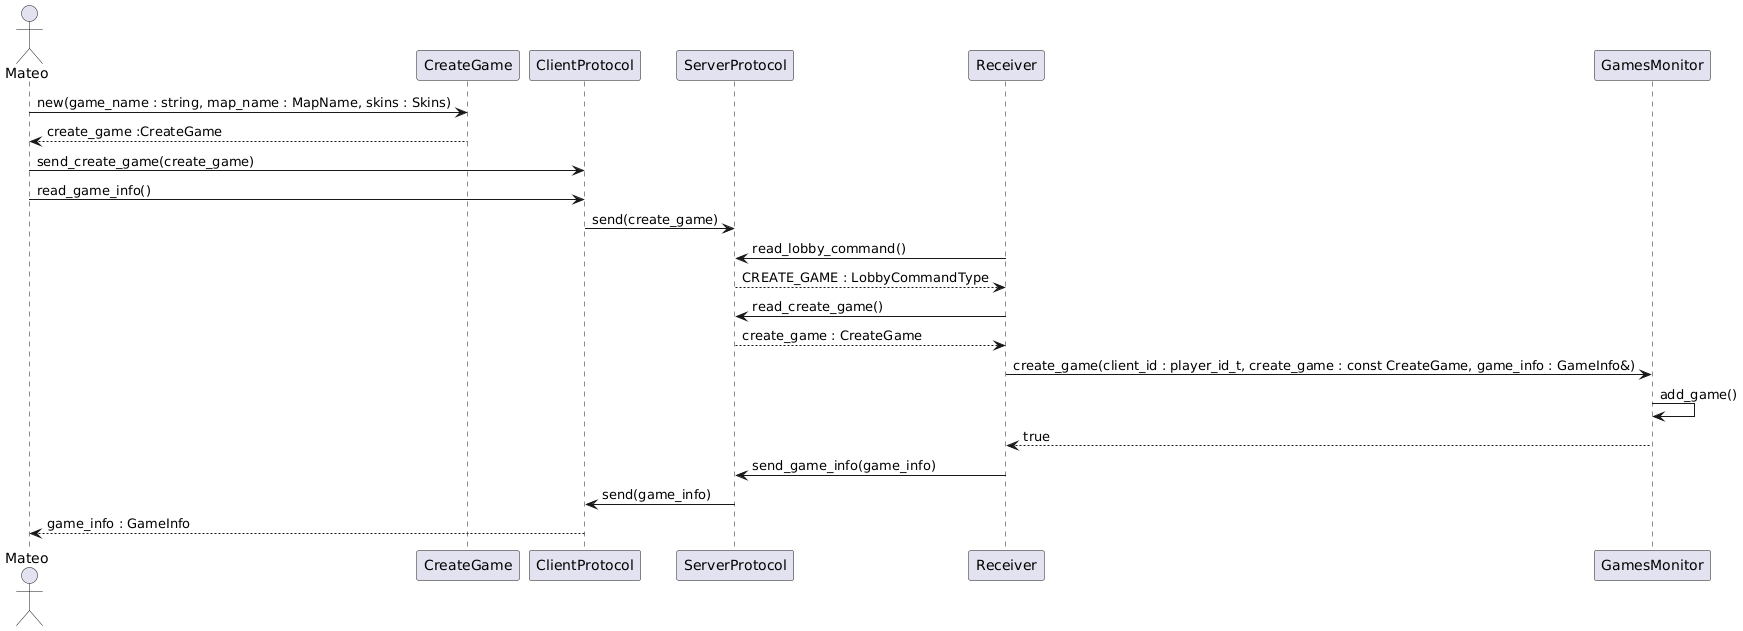 Mateo
CreateGame
ClientProtocol
ServerProtocol
Receiver
GamesMonitor
new(game_name : string, map_name : MapName, skins : Skins)
create_game :CreateGame
send_create_game(create_game)
read_game_info()
send(create_game)
read_lobby_command()
CREATE_GAME : LobbyCommandType
read_create_game()
create_game : CreateGame
create_game(client_id : player_id_t, create_game : const CreateGame, game_info : GameInfo&)
add_game()
true
send_game_info(game_info)
send(game_info)
game_info : GameInfo
Mateo
CreateGame
ClientProtocol
ServerProtocol
Receiver
GamesMonitor